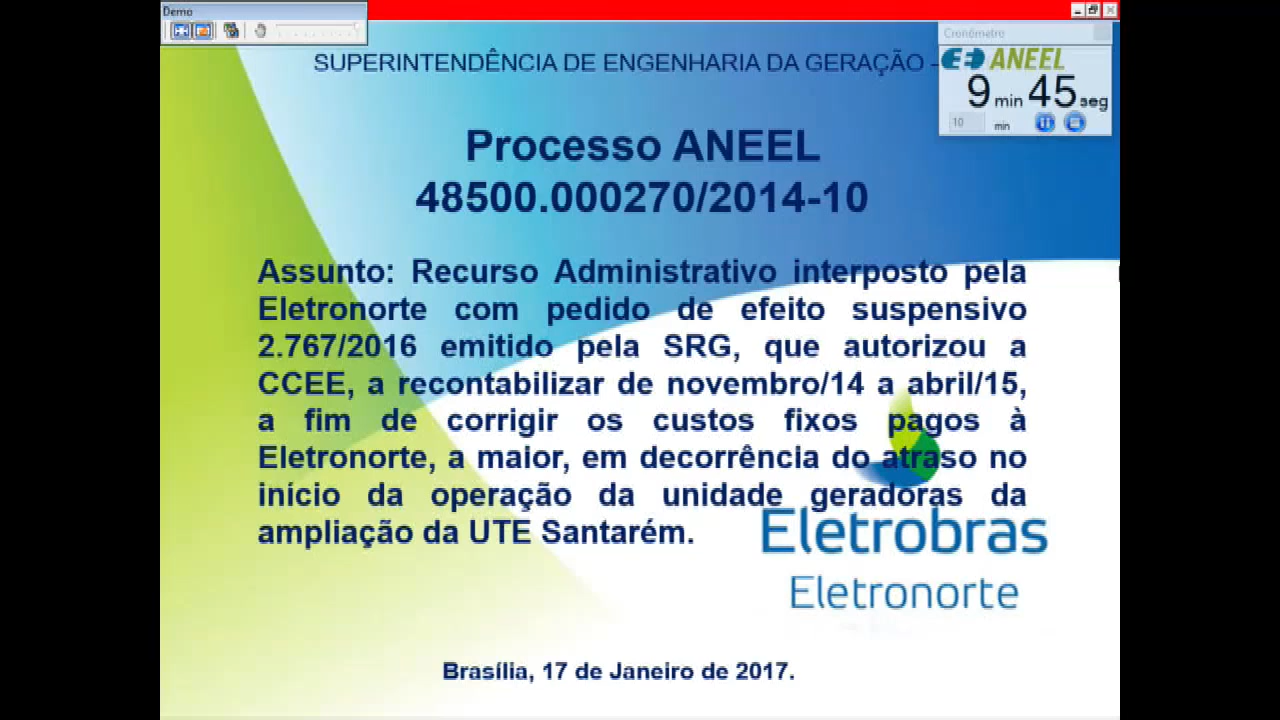 Demo
Cronômetro
SUPERINTENDÊNCIA DE ENGENHARIA DA GERAÇÃO -
ANEEL
9 min 45 seg
10 min
Processo ANEEL
48500.000270/2014-10
Assunto: Recurso Administrativo interposto pela
Eletronorte com pedido de efeito suspensivo
2.767/2016 emitido pela SRG, que autorizou a
CCEE, a recontabilizar de novembro/14 a abril/15,
a fim de corrigir os custos fixos pagos à
Eletronorte, a maior, em decorrência do atraso no
início da operação da unidade geradoras da
ampliação da UTE Santarém.
Eletrobras
Eletronorte
Brasília, 17 de Janeiro de 2017.